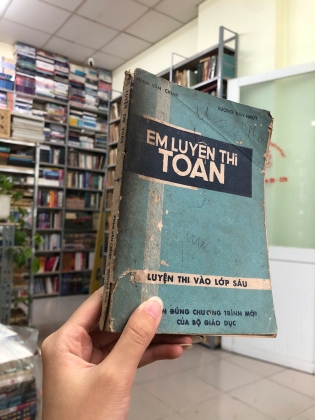 EM LUYỆN THI
TOÁN
LUYỆN THI VÀO LỚP SÁU
ĐÚNG CHƯƠNG TRÌNH MỚI
CỦA BỘ GIÁO DỤC